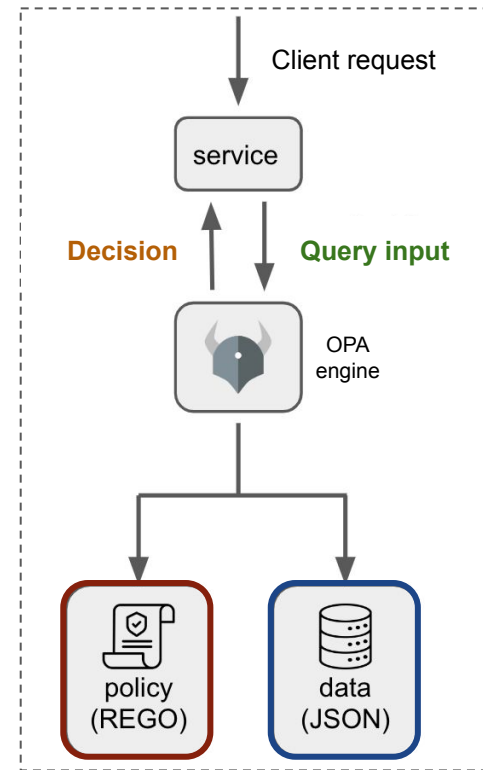 Client request
service
Decision
Query input
OPA
engine
policy
(REGO)
data
(JSON)